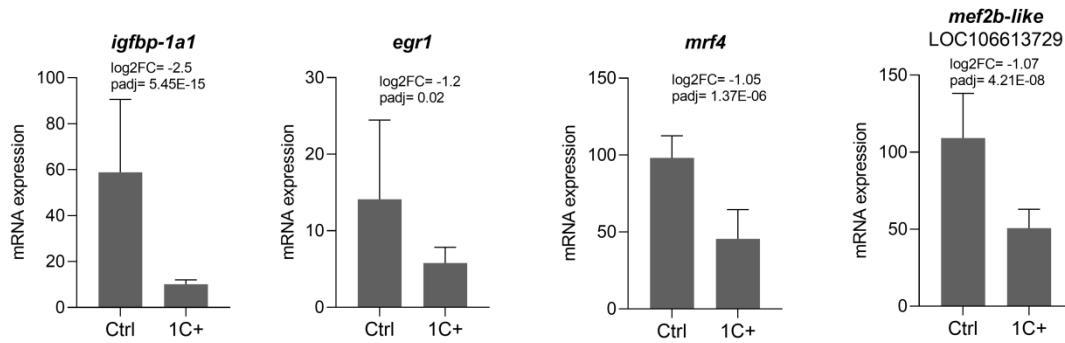 igfbp-1a1
log2FC= -2.5
padj= 5.45E-15
mRNA expression
100
80
60
40
20
0
Ctrl 1C+
egr1
log2FC= -1.2
padj= 0.02
mRNA expression
30
20
10
0
Ctrl 1C+
mrf4
log2FC= -1.05
padj= 1.37E-06
mRNA expression
150
100
50
0
Ctrl 1C+
mef2b-like
LOC106613729
log2FC= -1.07
padj= 4.21E-08
mRNA expression
150
100
50
0
Ctrl 1C+